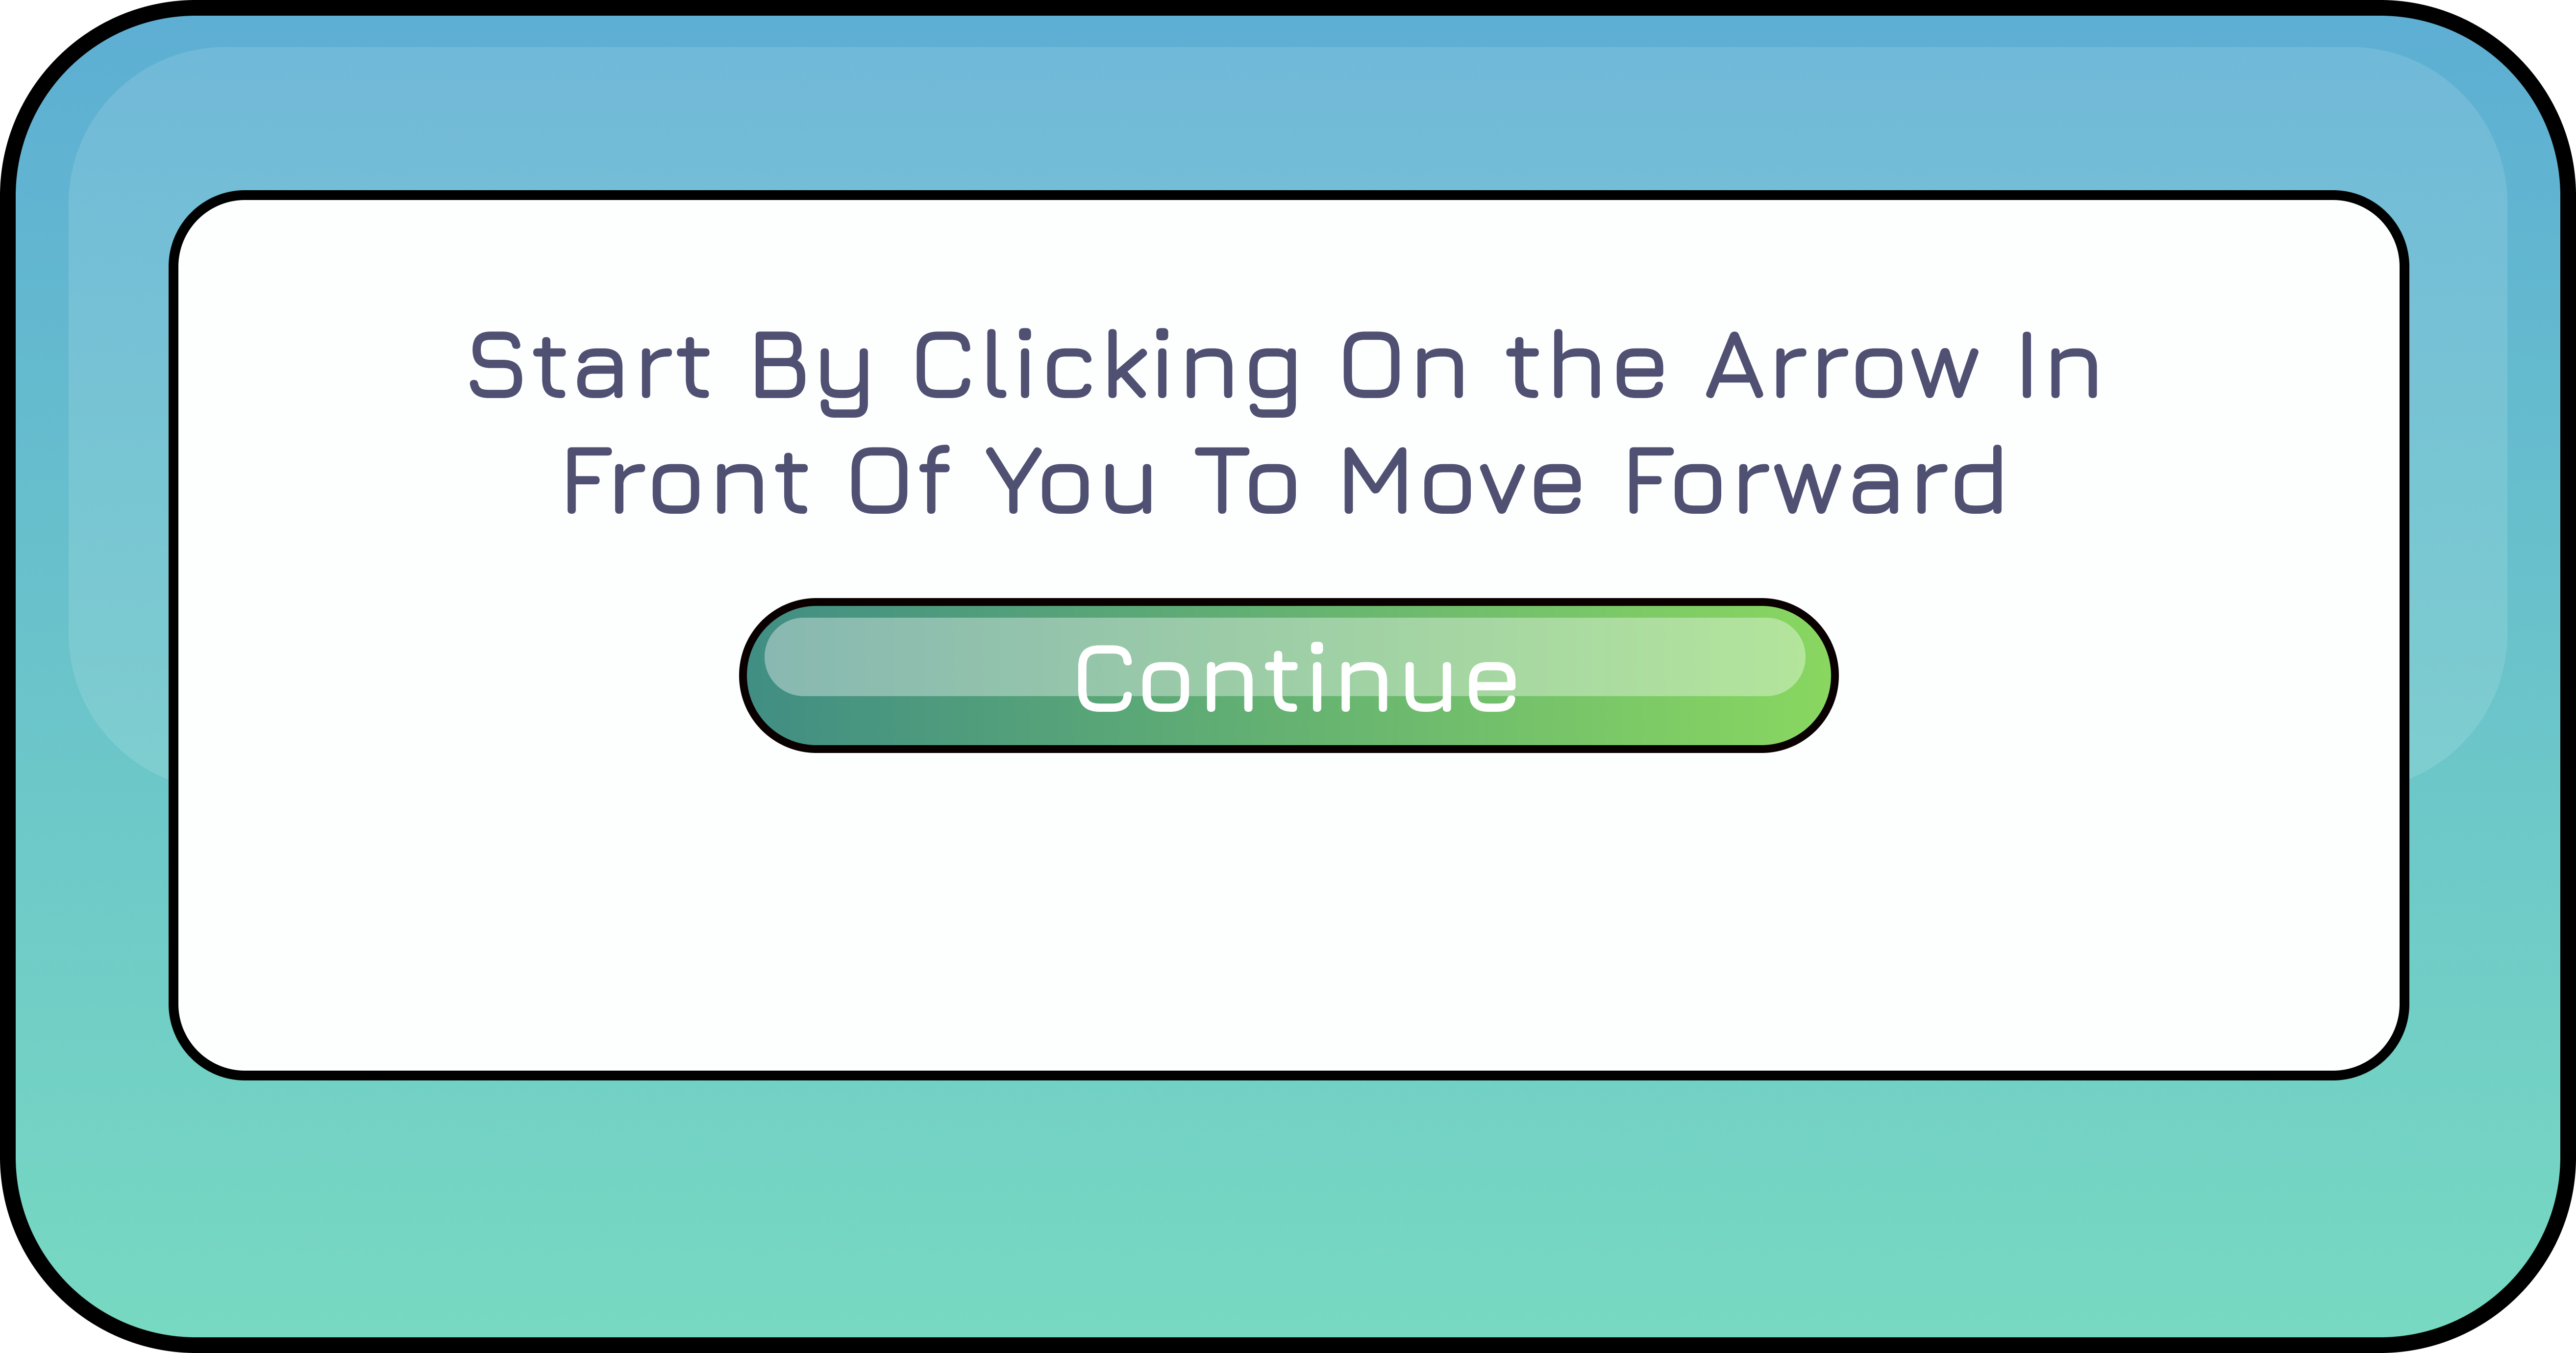 Start By Clicking On the Arrow In
Front Of You To Move Forward
Continue